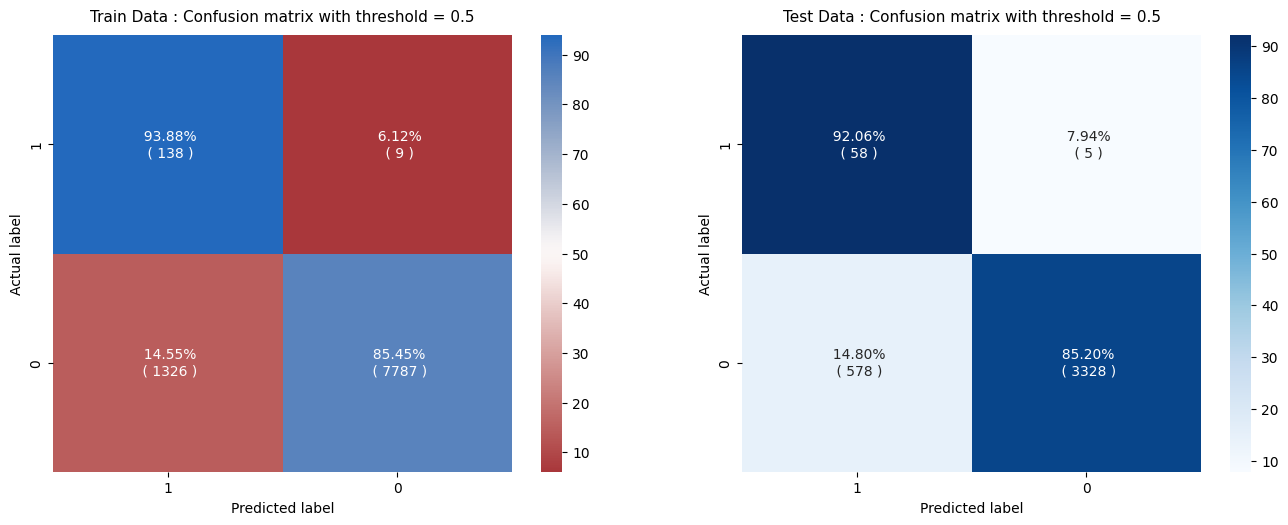 Train Data : Confusion matrix with threshold = 0.5
93.88%
( 138 )
6.12%
( 9 )
14.55%
( 1326 )
85.45%
( 7787 )
1
0
Actual label
1
0
Predicted label
90
80
70
60
50
40
30
20
10
Test Data : Confusion matrix with threshold = 0.5
92.06%
( 58 )
7.94%
( 5 )
14.80%
( 578 )
85.20%
( 3328 )
1
0
Actual label
1
0
Predicted label
90
80
70
60
50
40
30
20
10